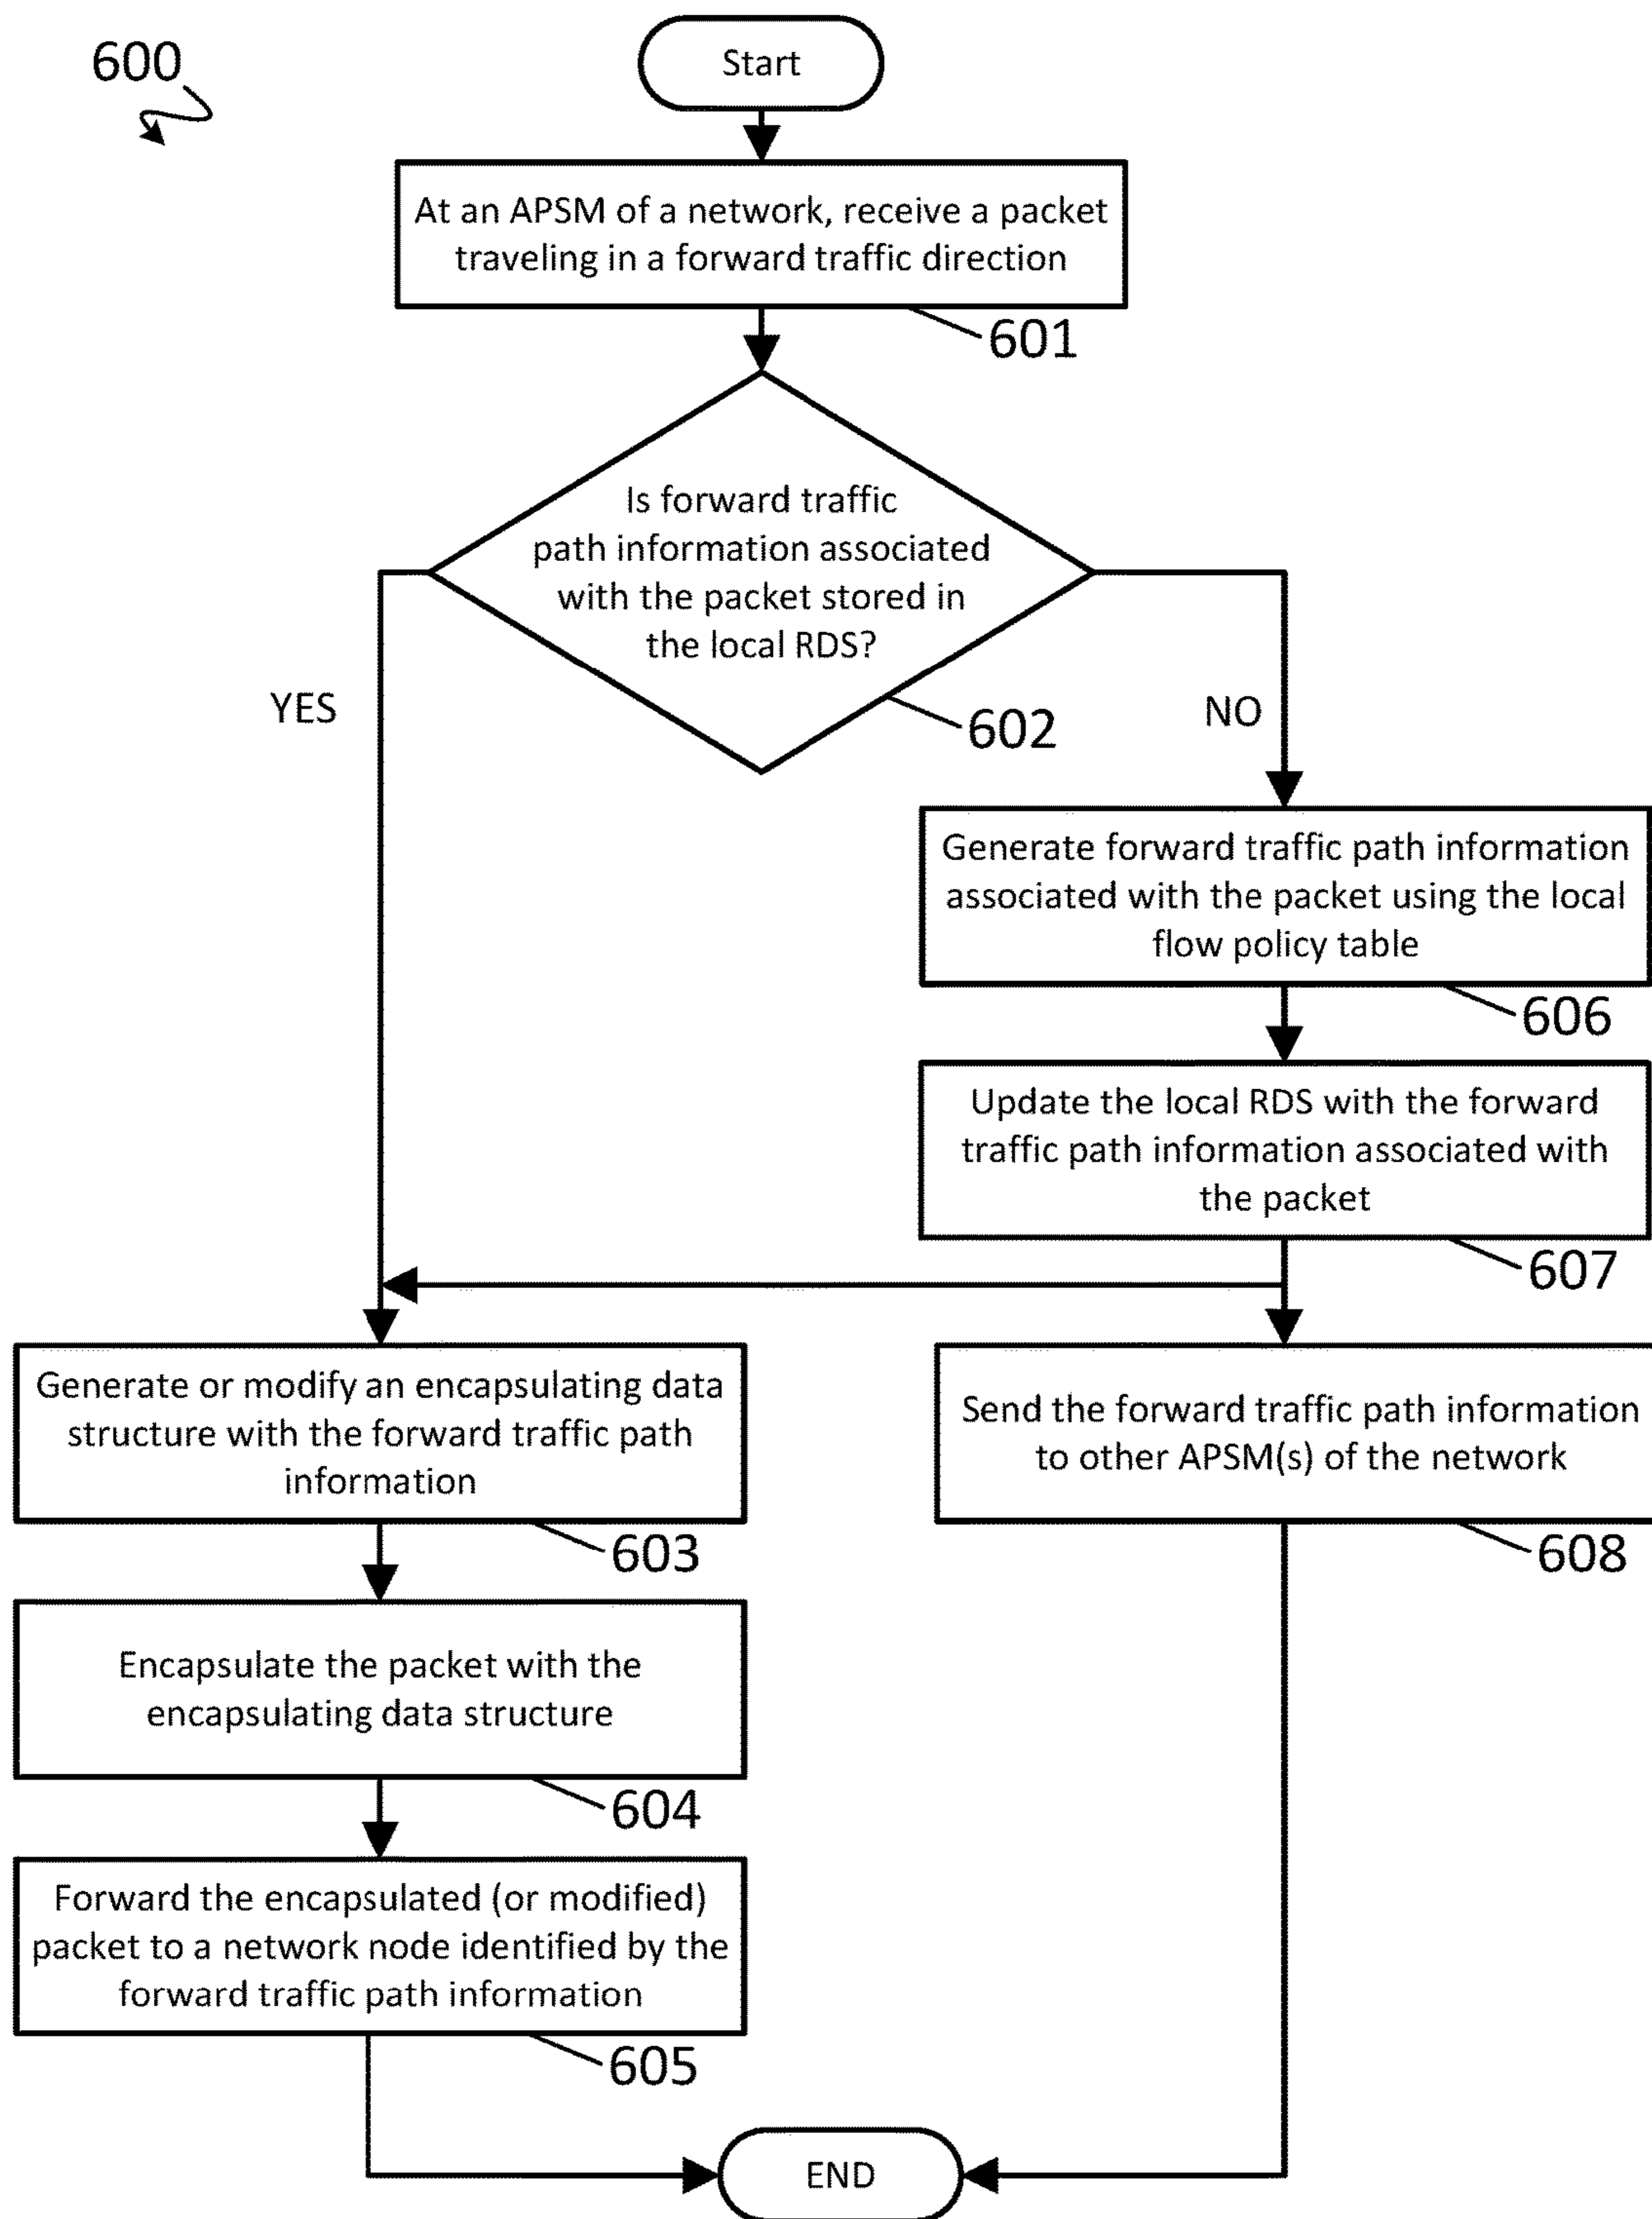 600
Start
At an APSM of a network, receive a packet
traveling in a forward traffic direction
601
Is forward traffic
path information associated
with the packet stored in
the local RDS?
602
YES
NO
Generate forward traffic path information
associated with the packet using the local
flow policy table
606
Update the local RDS with the forward
traffic path information associated with
the packet
607
Generate or modify an encapsulating data
structure with the forward traffic path
information
603
Send the forward traffic path information
to other APSM(s) of the network
608
Encapsulate the packet with the
encapsulating data structure
604
Forward the encapsulated (or modified)
packet to a network node identified by the
forward traffic path information
605
END